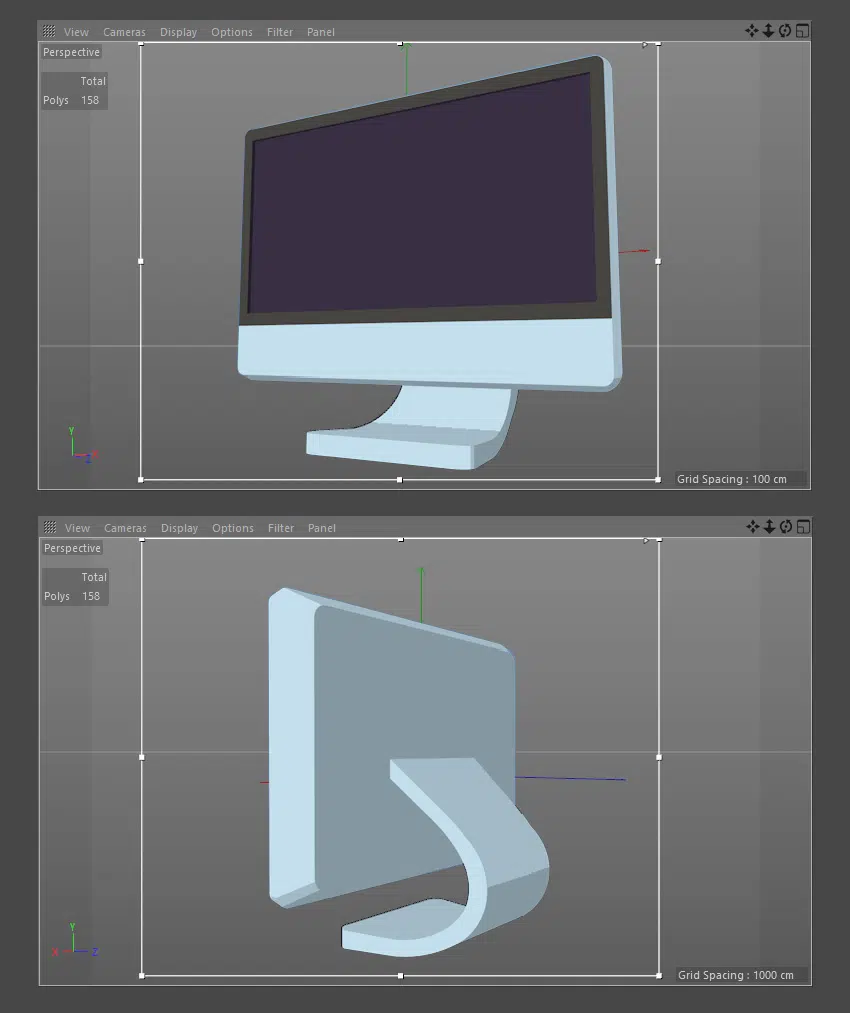 View Cameras Display Options Filter Panel
Perspective
Total
Polys 158
Y
X
Z
Grid Spacing : 100 cm
View Cameras Display Options Filter Panel
Perspective
Total
Polys 158
Y
X Z
Grid Spacing : 1000 cm